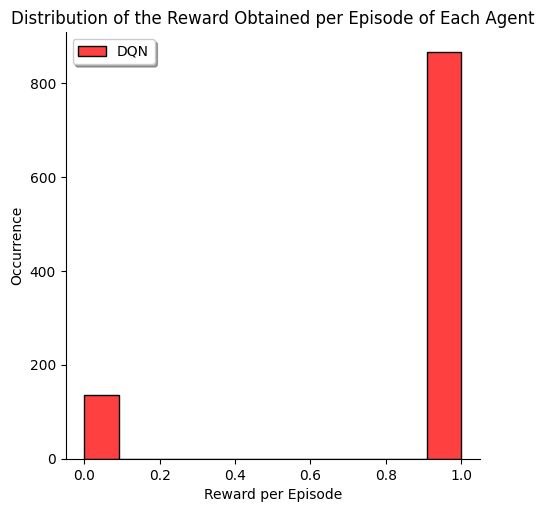 Distribution of the Reward Obtained per Episode of Each Agent
DQN
800
600
400
200
0
Occurrence
0.0 0.2 0.4 0.6 0.8 1.0
Reward per Episode